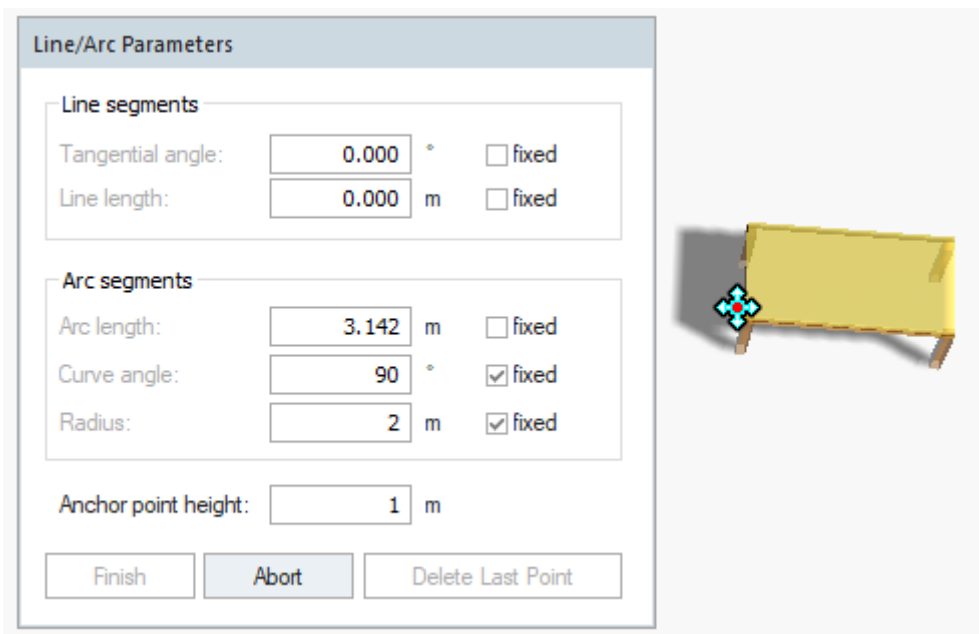 Line/Arc Parameters
Line segments
Tangential angle: 0.000 ° fixed
Line length: 0.000 m fixed
Arc segments
Arc length: 3.142 m fixed
Curve angle: 90 ° fixed
Radius: 2 m fixed
Anchor point height: 1 m
Finish Abort Delete Last Point